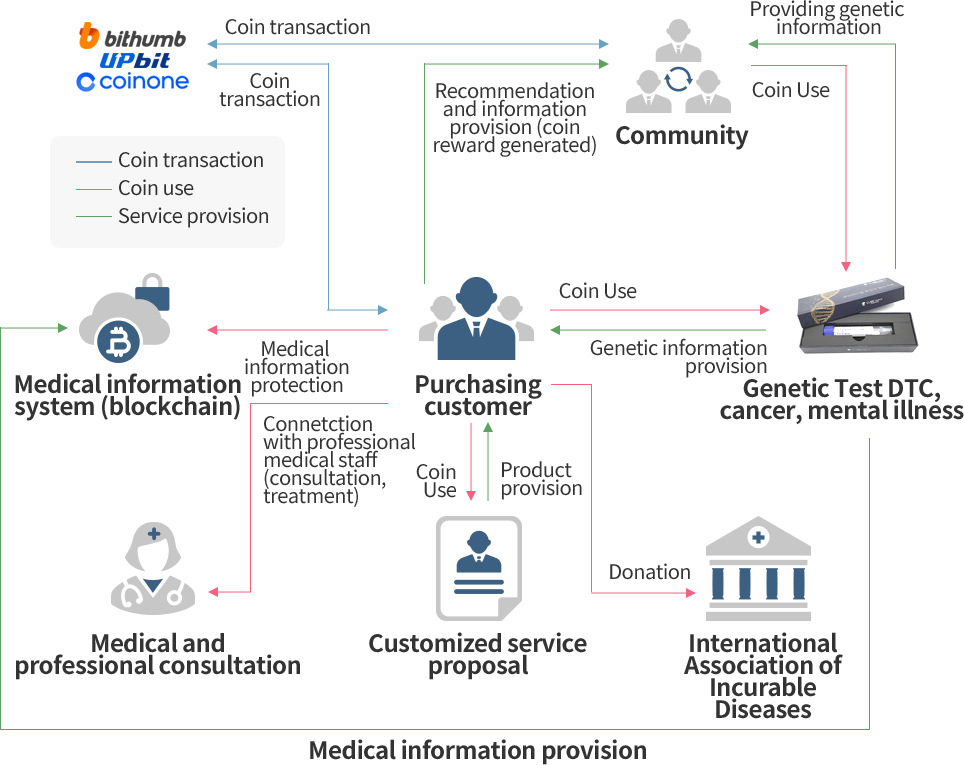 bithumb
UPbit
coinone
Coin transaction
Coin
transaction
Providing genetic
information
Recommendation
and information
provision (coin
reward generated)
Coin Use
Community
Coin transaction
Coin use
Service provision
Coin Use
Genetic information
provision
Medical
information
protection
Medical information
system (blockchain)
Purchasing
customer
Genetic Test DTC,
cancer, mental illness
Connetction
with professional
medical staff
(consultation,
treatment)
Coin
Use
Product
provision
Donation
Medical and
professional consultation
Customized service
proposal
International
Association of
Incurable
Diseases
Medical information provision